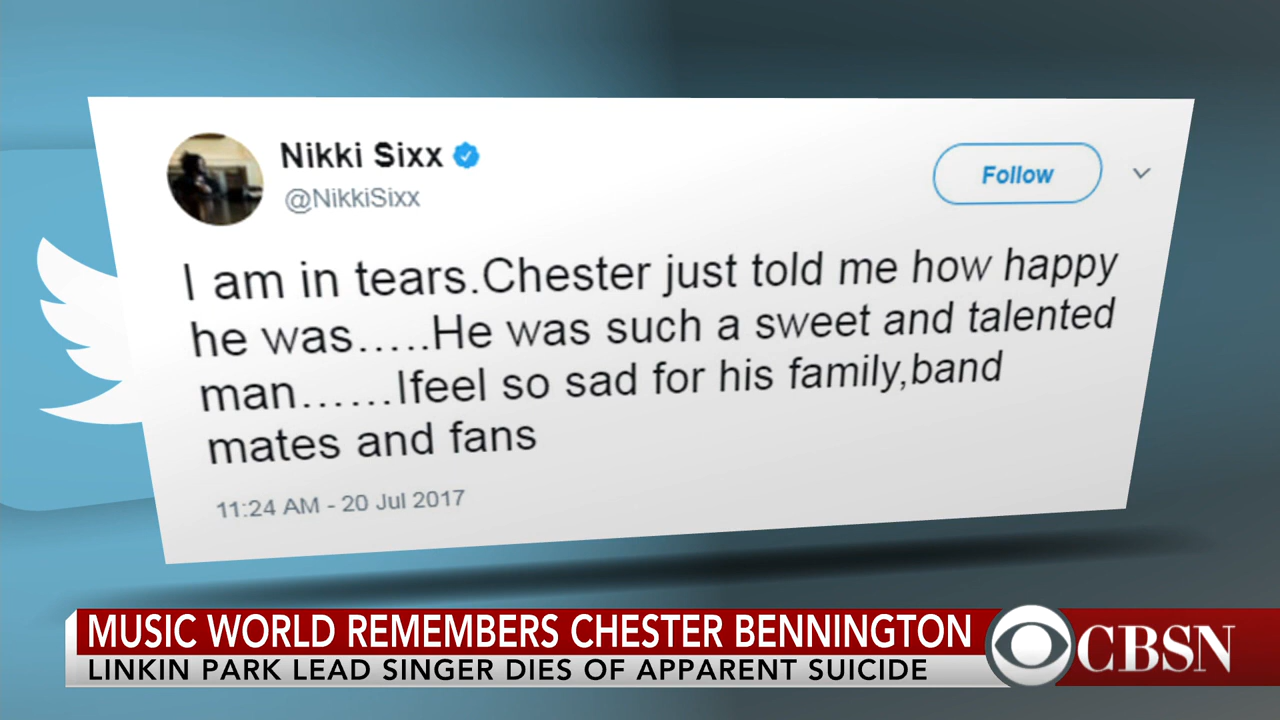 Nikki Sixx
@NikkiSixx
Follow
I am in tears.Chester just told me how happy
he was.....He was such a sweet and talented
man......Ifeel so sad for his family,band
mates and fans
11:24 AM - 20 Jul 2017
MUSIC WORLD REMEMBERS CHESTER BENNINGTON
LINKIN PARK LEAD SINGER DIES OF APPARENT SUICIDE
CBSN